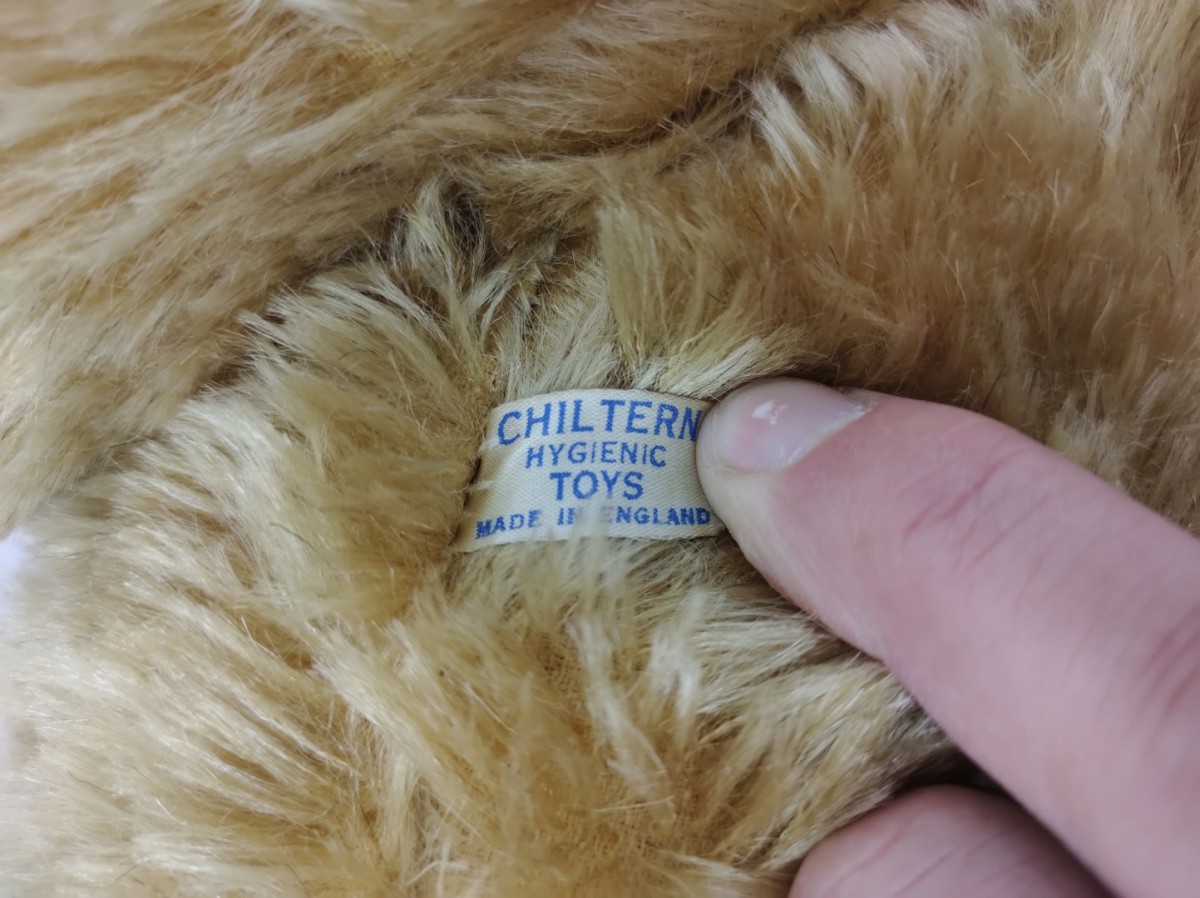 CHILTERN
HYGIENIC
TOYS
MADE IN ENGLAND